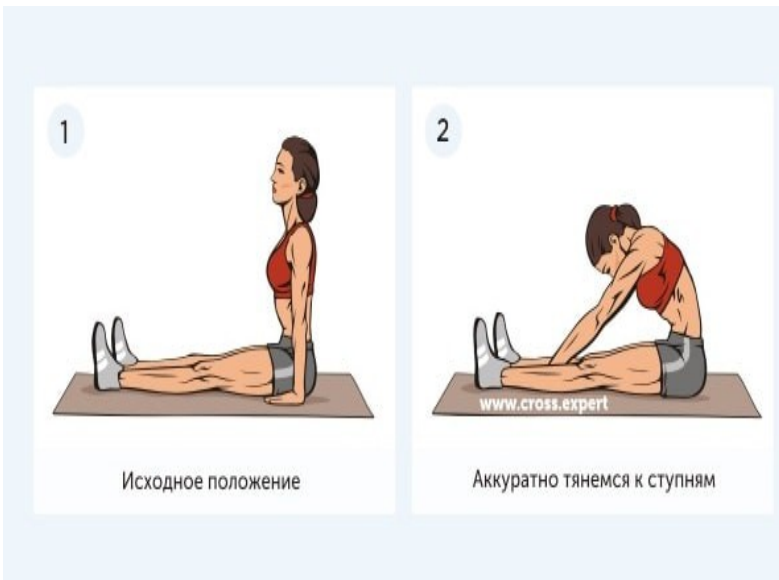 1
2
www.cross.expert
Исходное положение
Аккуратно тянемся к ступням